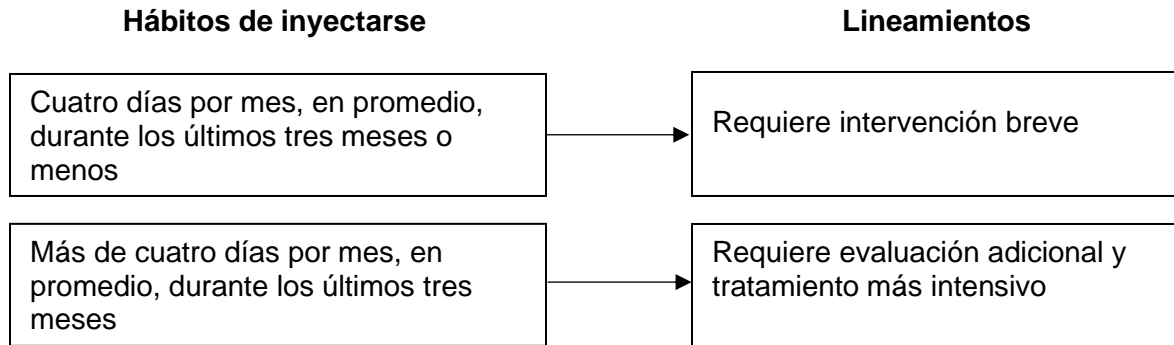 Hábitos de inyectarse
Lineamientos
Cuatro días por mes, en promedio,
durante los últimos tres meses o
menos
Requiere intervención breve
Más de cuatro días por mes, en
promedio, durante los últimos tres
meses
Requiere evaluación adicional y
tratamiento más intensivo